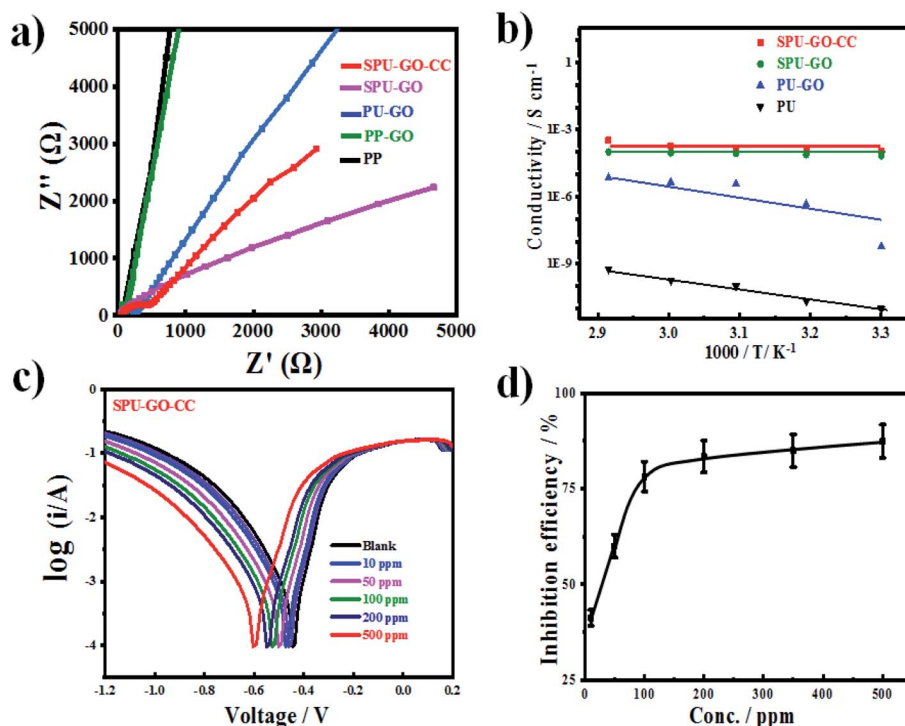 a)
5000
4000
3000
2000
1000
0
Z'' (Ω)
SPU-GO-CC
SPU-GO
PU-GO
PP-GO
PP
0
1000
2000
3000
4000
5000
Z' (Ω)
b)
SPU-GO-CC
SPU-GO
PU-GO
PU
Conductivity / S cm-1
1
1E-3
1E-6
1E-9
2.9
3.0
3.1
3.2
3.3
1000 / T/ K-1
c)
SPU-GO-CC
log (i/A)
0
-1
-2
-3
-4
Blank
10 ppm
50 ppm
100 ppm
200 ppm
500 ppm
-1.2
-1.0
-0.8
-0.6
-0.4
-0.2
0.0
0.2
Voltage / V
d)
Inhibition efficiency / %
100
75
50
25
0
100
200
300
400
500
Conc. / ppm